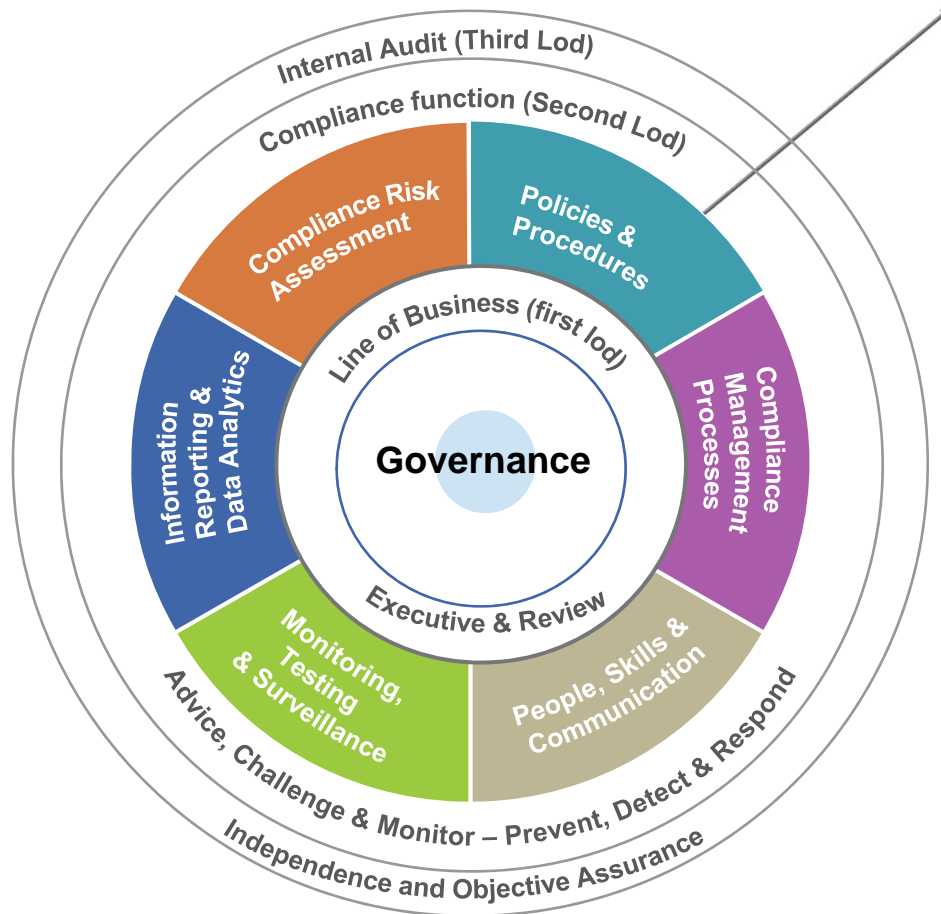 Internal Audit (Third Lod)
Compliance function (Second Lod)
Compliance Risk
Assessment
Policies &
Procedures
Line of Business (first lod)
Information
Reporting &
Data Analytics
Governance
Compliance
Management
Processes
Executive & Review
Monitoring,
Testing
& Surveillance
People, Skills &
Communication
Advice, Challenge & Monitor – Prevent, Detect & Respond
Independence and Objective Assurance